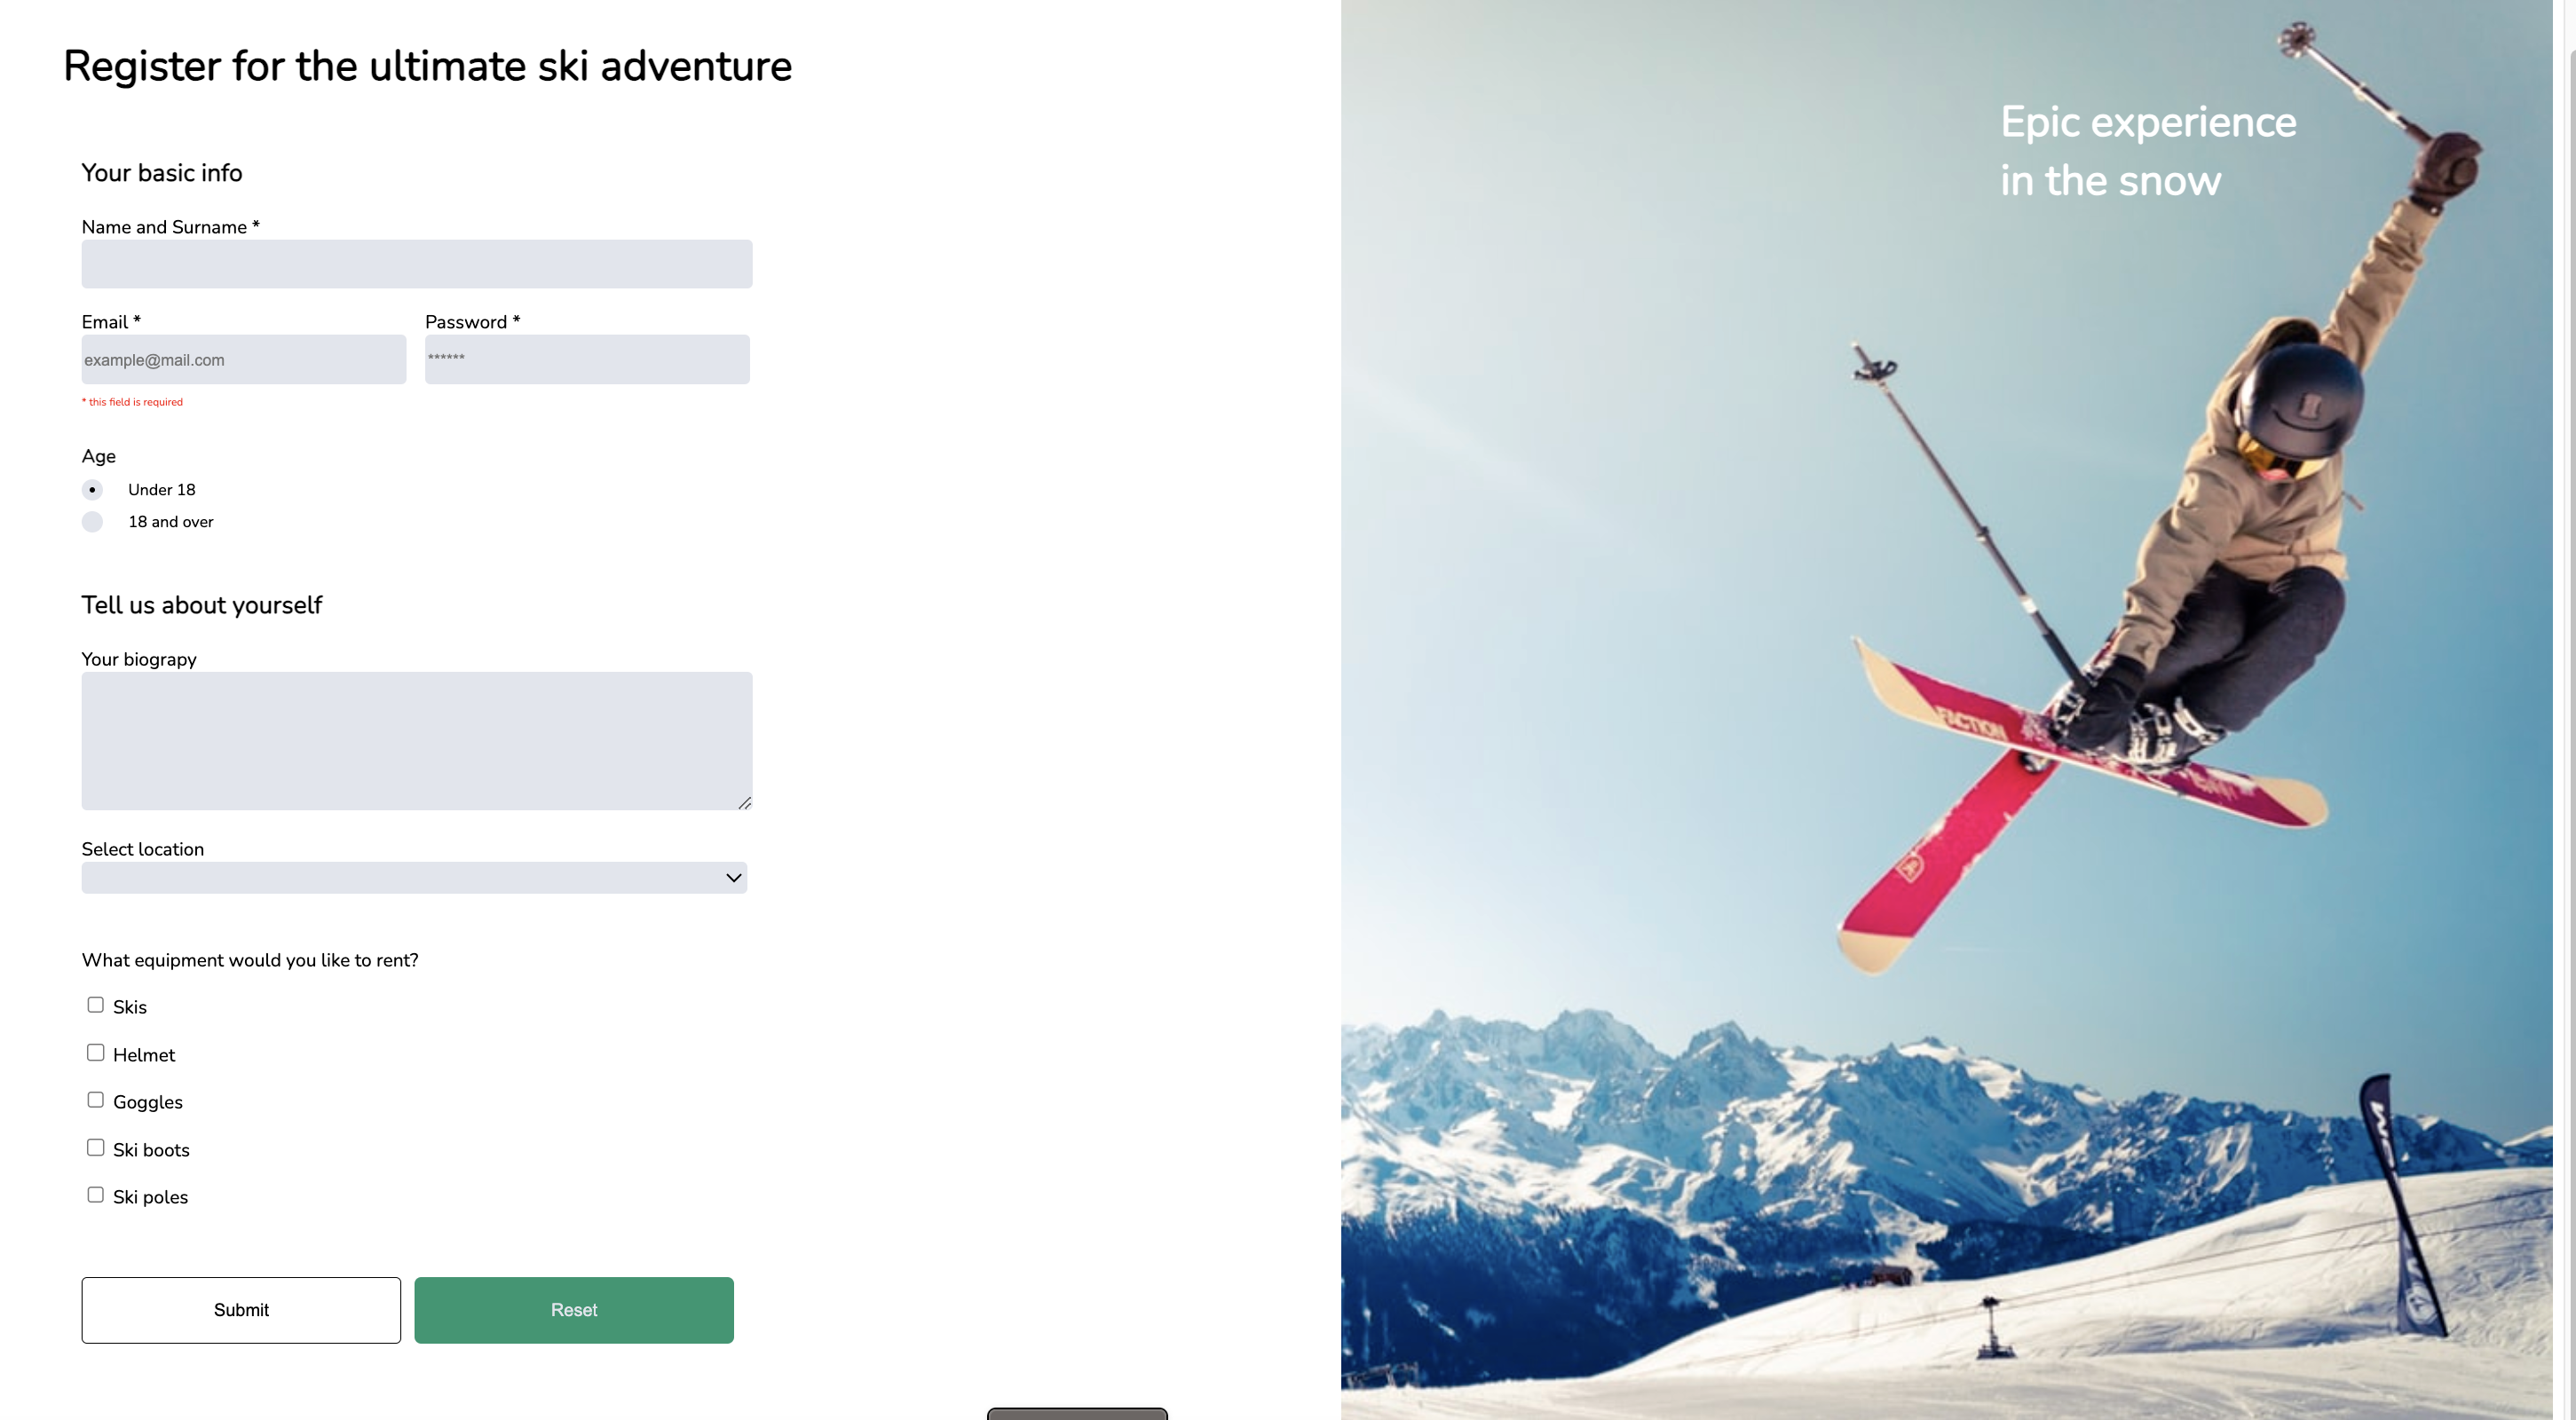 Register for the ultimate ski adventure
Your basic info
Name and Surname *
Email *
Password *
example@mail.com
******
* this field is required
Age
Under 18
18 and over
Tell us about yourself
Your biograpy
Select location
What equipment would you like to rent?
Skis
Helmet
Goggles
Ski boots
Ski poles
Submit
Reset
Epic experience
in the snow
FACTION